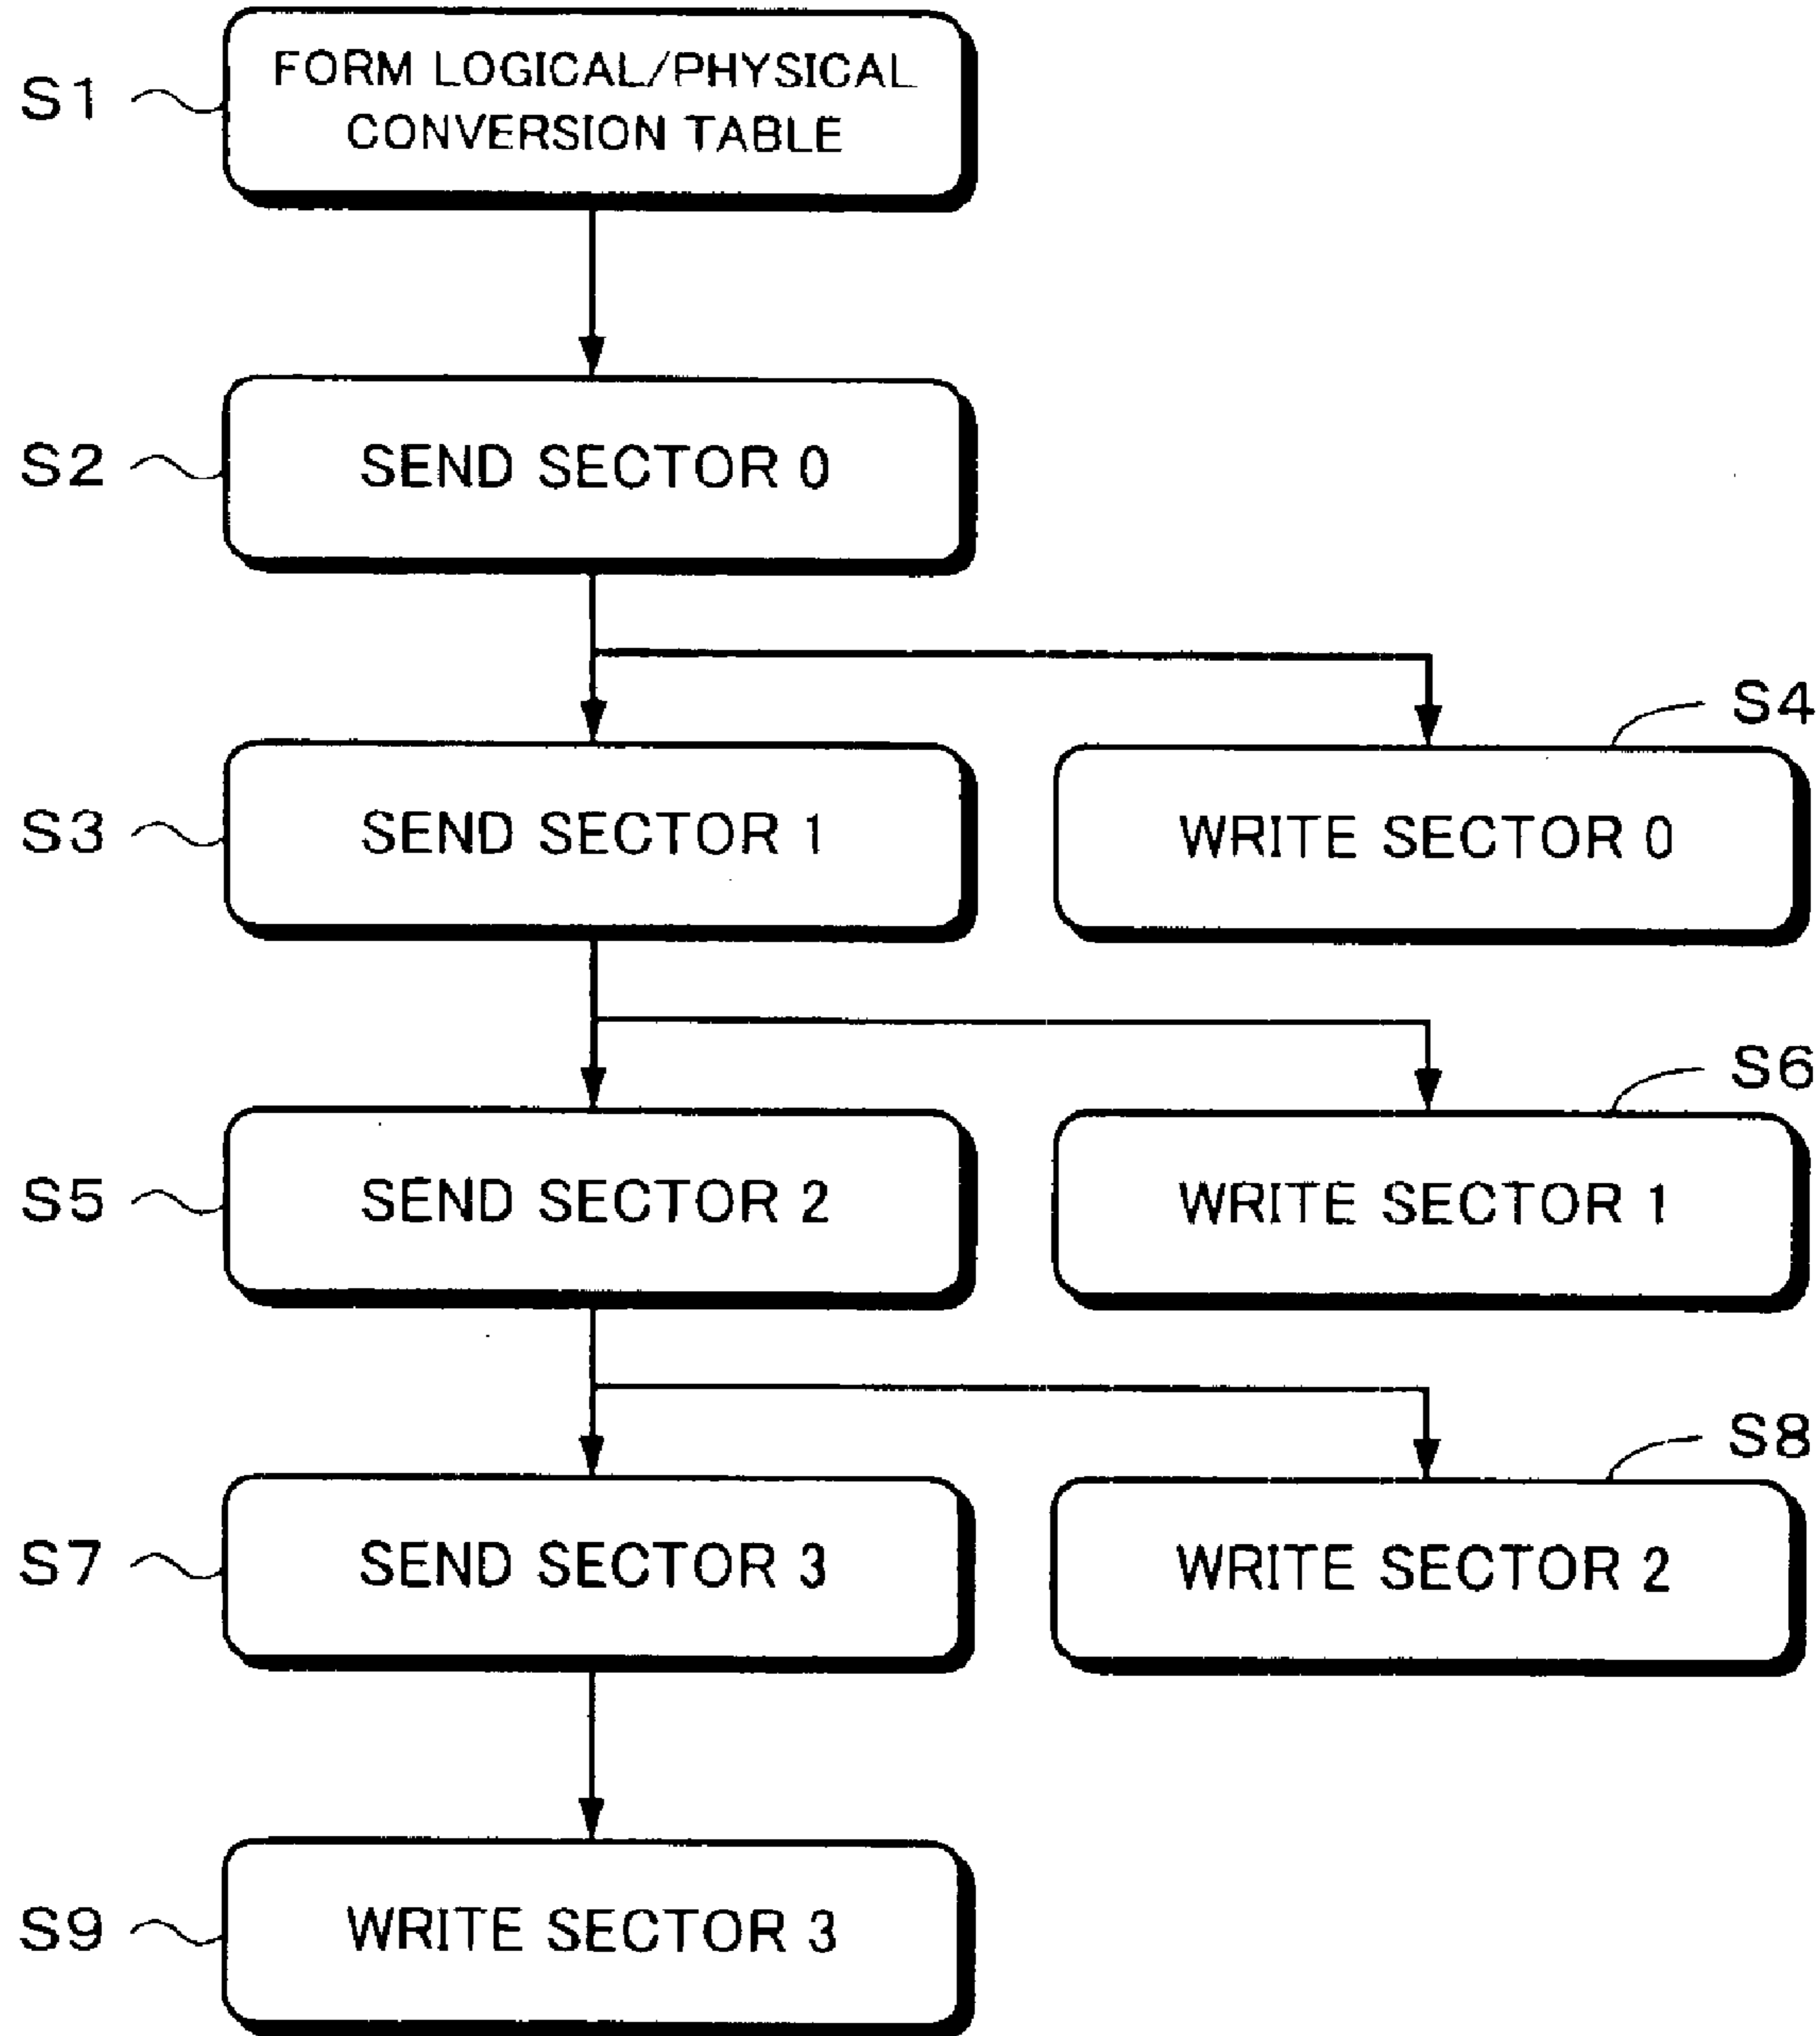 S1
FORM LOGICAL/PHYSICAL
CONVERSION TABLE
S2
SEND SECTOR 0
S3
SEND SECTOR 1
S4
WRITE SECTOR 0
S5
SEND SECTOR 2
S6
WRITE SECTOR 1
S7
SEND SECTOR 3
S8
WRITE SECTOR 2
S9
WRITE SECTOR 3